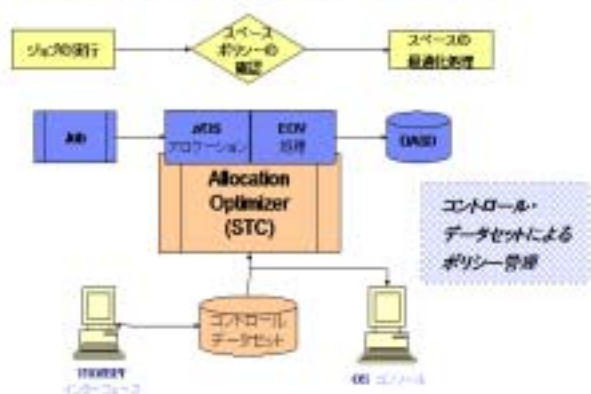 ジョブの実行
スペース
ポリシーの
確認
スペースの
最適化処理
Job
z/OS
アロケーション
EOV
処理
DASD
Allocation
Optimizer
(STC)
コントロール・
データセットによる
ポリシー管理
コントロール
データセット
TSO/ISPF
インターフェース
OS コンソール